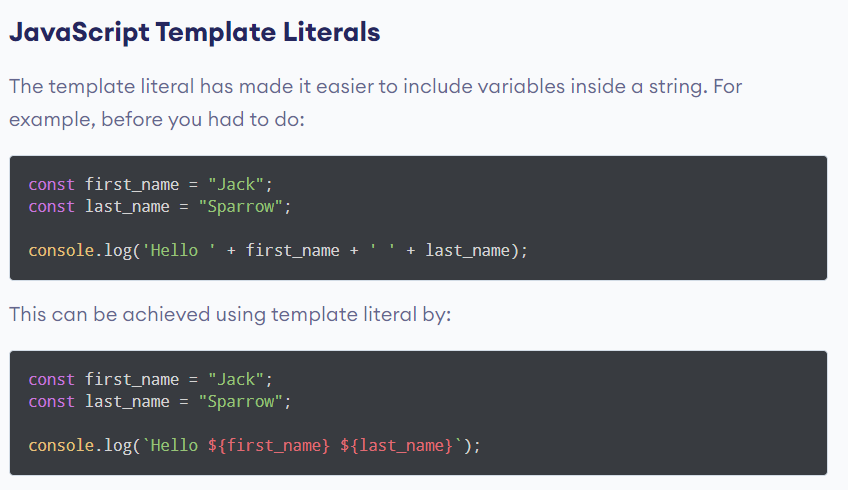 JavaScript Template Literals
The template literal has made it easier to include variables inside a string. For
example, before you had to do:
const first_name = "Jack";
const last_name = "Sparrow";
console.log('Hello ' + first_name + ' ' + last_name);
This can be achieved using template literal by:
const first_name = "Jack";
const last_name = "Sparrow";
console.log(`Hello ${first_name} ${last_name}`);